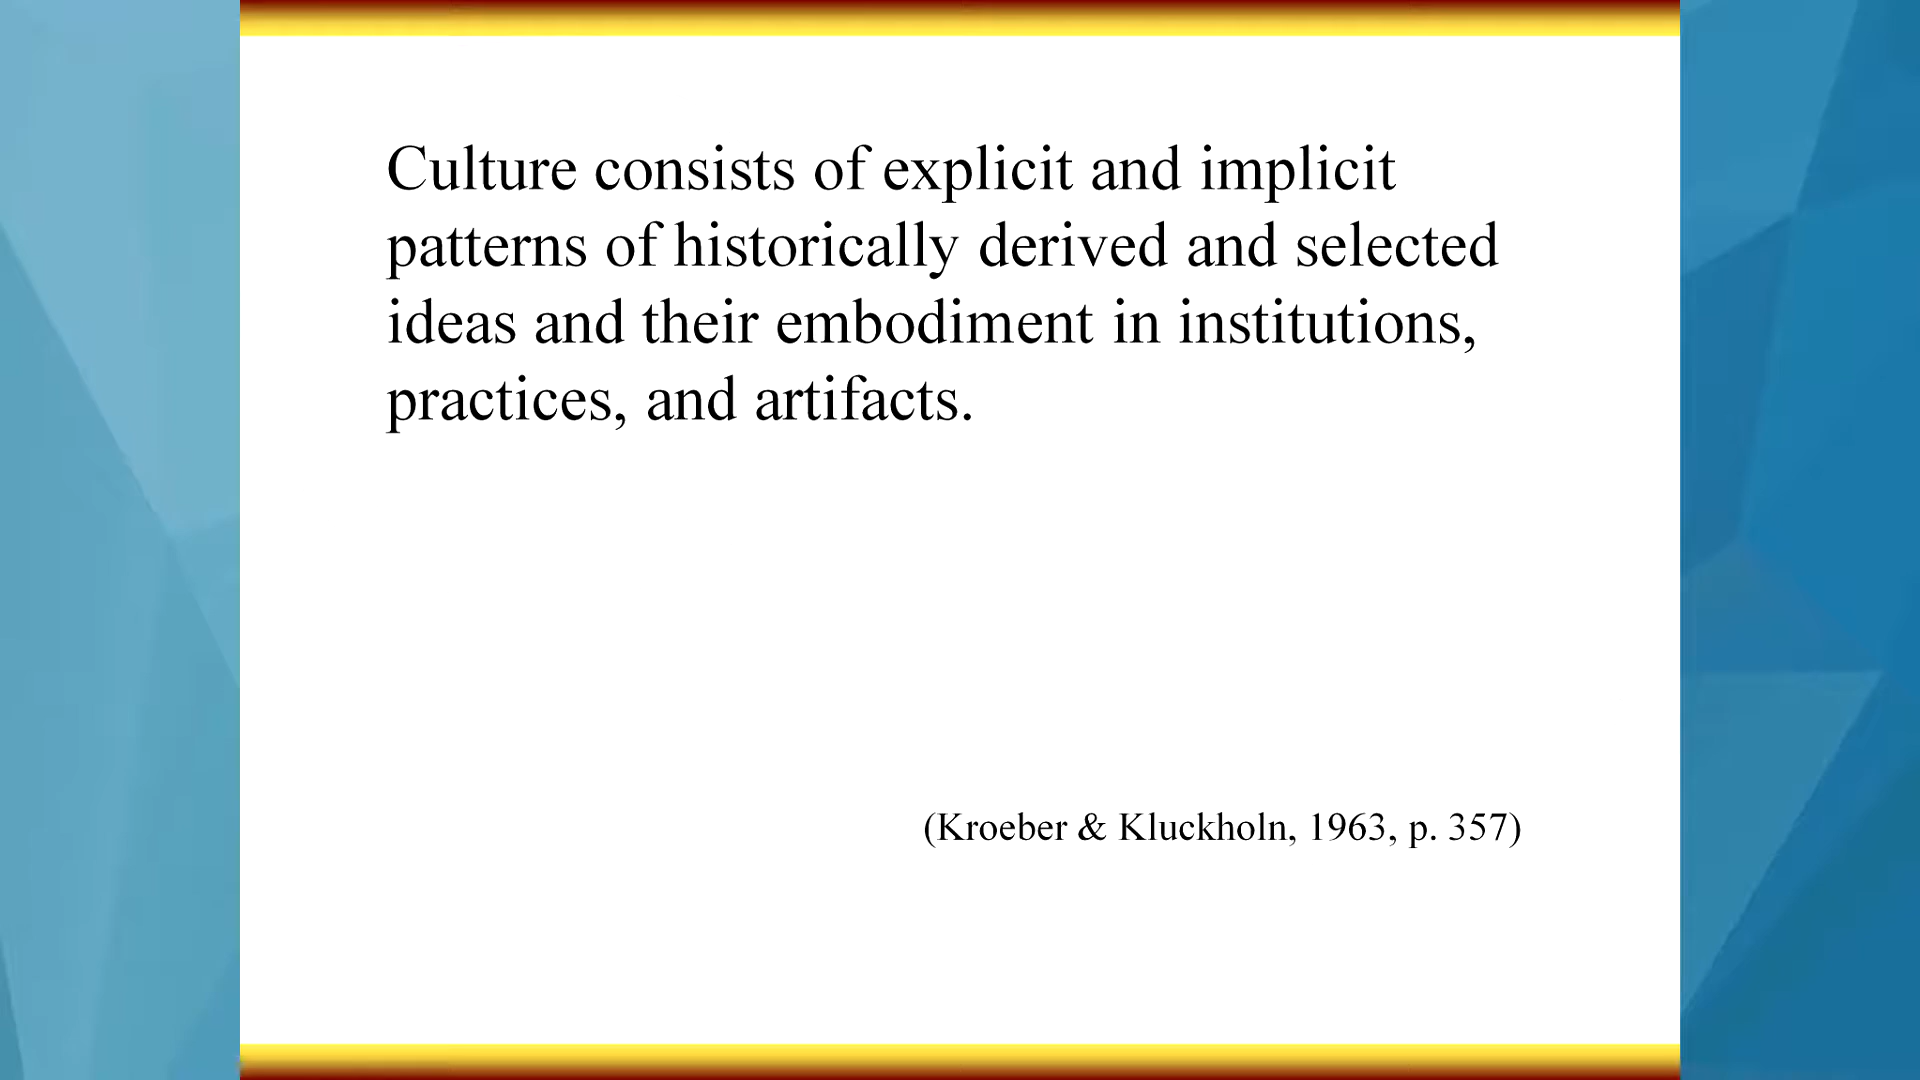 Culture consists of explicit and implicit
patterns of historically derived and selected
ideas and their embodiment in institutions,
practices, and artifacts.
(Kroeber & Kluckholn, 1963, p. 357)